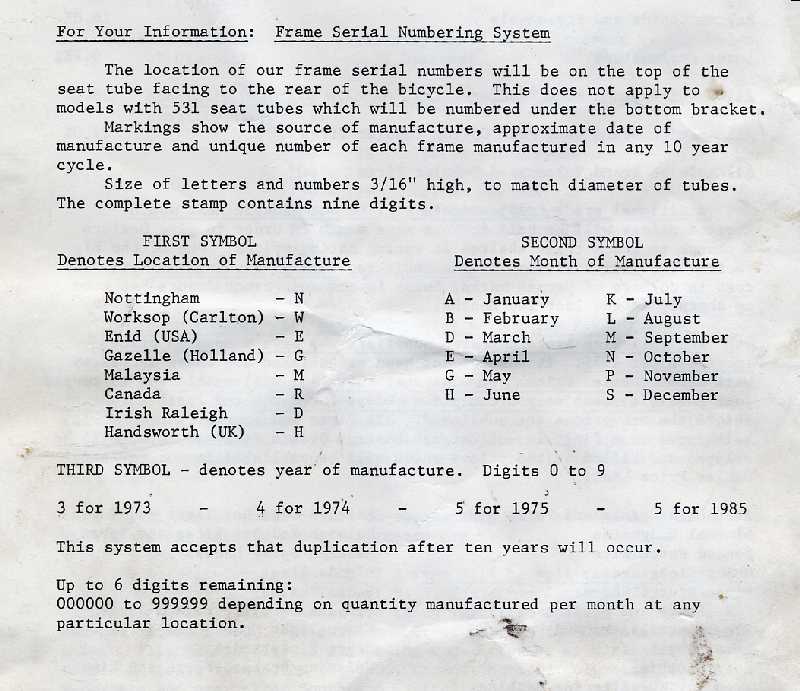 For Your Information: Frame Serial Numbering System
The location of our frame serial numbers will be on the top of the
seat tube facing to the rear of the bicycle. This does not apply to
models with 531 seat tubes which will be numbered under the bottom bracket.
Markings show the source of manufacture, approximate date of
manufacture and unique number of each frame manufactured in any 10 year
cycle.
Size of letters and numbers 3/16" high, to match diameter of tubes.
The complete stamp contains nine digits.
FIRST SYMBOL
Denotes Location of Manufacture
Nottingham - N
Worksop (Carlton) - W
Enid (USA) - E
Gazelle (Holland) - G
Malaysia - M
Canada - R
Irish Raleigh - D
Handsworth (UK) - H
SECOND SYMBOL
Denotes Month of Manufacture
A - January K - July
B - February L - August
D - March M - September
E - April N - October
G - May P - November
H - June S - December
THIRD SYMBOL - denotes year of manufacture. Digits 0 to 9
3 for 1973 - 4 for 1974 - 5 for 1975 - 5 for 1985
This system accepts that duplication after ten years will occur.
Up to 6 digits remaining:
000000 to 999999 depending on quantity manufactured per month at any
particular location.